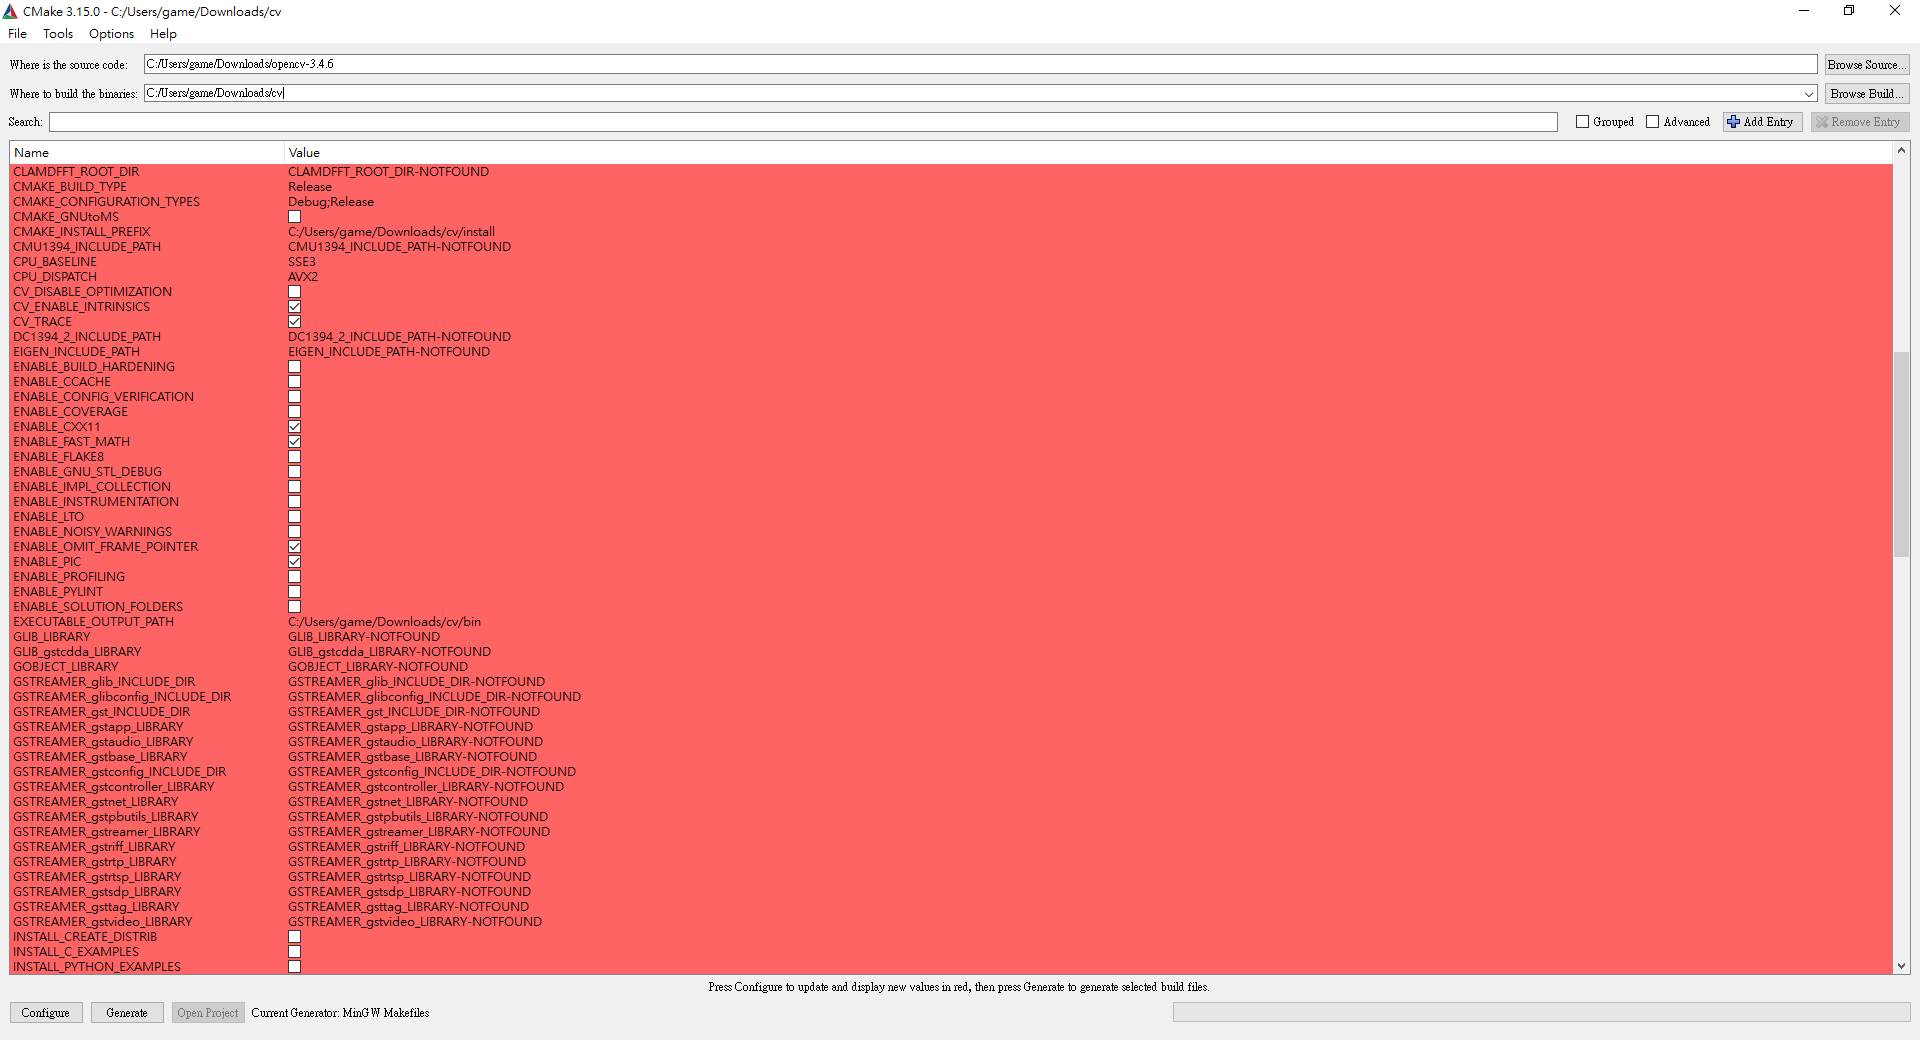 CMake 3.15.0 - C:/Users/game/Downloads/cv
File Tools Options Help
Where is the source code: C:/Users/game/Downloads/opencv-3.4.6 Browse Source...
Where to build the binaries: C:/Users/game/Downloads/cv Browse Build...
Search: Grouped Advanced Add Entry Remove Entry
Name Value
CLAMDFFT_ROOT_DIR CLAMDFFT_ROOT_DIR-NOTFOUND
CMAKE_BUILD_TYPE Release
CMAKE_CONFIGURATION_TYPES Debug;Release
CMAKE_GNUtoMS
CMAKE_INSTALL_PREFIX C:/Users/game/Downloads/cv/install
CMU1394_INCLUDE_PATH CMU1394_INCLUDE_PATH-NOTFOUND
CPU_BASELINE SSE3
CPU_DISPATCH AVX2
CV_DISABLE_OPTIMIZATION
CV_ENABLE_INTRINSICS
CV_TRACE
DC1394_2_INCLUDE_PATH DC1394_2_INCLUDE_PATH-NOTFOUND
EIGEN_INCLUDE_PATH EIGEN_INCLUDE_PATH-NOTFOUND
ENABLE_BUILD_HARDENING
ENABLE_CCACHE
ENABLE_CONFIG_VERIFICATION
ENABLE_COVERAGE
ENABLE_CXX11
ENABLE_FAST_MATH
ENABLE_FLAKE8
ENABLE_GNU_STL_DEBUG
ENABLE_IMPL_COLLECTION
ENABLE_INSTRUMENTATION
ENABLE_LTO
ENABLE_NOISY_WARNINGS
ENABLE_OMIT_FRAME_POINTER
ENABLE_PIC
ENABLE_PROFILING
ENABLE_PYLINT
ENABLE_SOLUTION_FOLDERS
EXECUTABLE_OUTPUT_PATH C:/Users/game/Downloads/cv/bin
GLIB_LIBRARY GLIB_LIBRARY-NOTFOUND
GLIB_gstcdda_LIBRARY GLIB_gstcdda_LIBRARY-NOTFOUND
GOBJECT_LIBRARY GOBJECT_LIBRARY-NOTFOUND
GSTREAMER_glib_INCLUDE_DIR GSTREAMER_glib_INCLUDE_DIR-NOTFOUND
GSTREAMER_glibconfig_INCLUDE_DIR GSTREAMER_glibconfig_INCLUDE_DIR-NOTFOUND
GSTREAMER_gst_INCLUDE_DIR GSTREAMER_gst_INCLUDE_DIR-NOTFOUND
GSTREAMER_gstapp_LIBRARY GSTREAMER_gstapp_LIBRARY-NOTFOUND
GSTREAMER_gstaudio_LIBRARY GSTREAMER_gstaudio_LIBRARY-NOTFOUND
GSTREAMER_gstbase_LIBRARY GSTREAMER_gstbase_LIBRARY-NOTFOUND
GSTREAMER_gstconfig_INCLUDE_DIR GSTREAMER_gstconfig_INCLUDE_DIR-NOTFOUND
GSTREAMER_gstcontroller_LIBRARY GSTREAMER_gstcontroller_LIBRARY-NOTFOUND
GSTREAMER_gstnet_LIBRARY GSTREAMER_gstnet_LIBRARY-NOTFOUND
GSTREAMER_gstpbutils_LIBRARY GSTREAMER_gstpbutils_LIBRARY-NOTFOUND
GSTREAMER_gstreamer_LIBRARY GSTREAMER_gstreamer_LIBRARY-NOTFOUND
GSTREAMER_gstriff_LIBRARY GSTREAMER_gstriff_LIBRARY-NOTFOUND
GSTREAMER_gstrtp_LIBRARY GSTREAMER_gstrtp_LIBRARY-NOTFOUND
GSTREAMER_gstrtsp_LIBRARY GSTREAMER_gstrtsp_LIBRARY-NOTFOUND
GSTREAMER_gstsdp_LIBRARY GSTREAMER_gstsdp_LIBRARY-NOTFOUND
GSTREAMER_gsttag_LIBRARY GSTREAMER_gsttag_LIBRARY-NOTFOUND
GSTREAMER_gstvideo_LIBRARY GSTREAMER_gstvideo_LIBRARY-NOTFOUND
INSTALL_CREATE_DISTRIB
INSTALL_C_EXAMPLES
INSTALL_PYTHON_EXAMPLES
Press Configure to update and display new values in red, then press Generate to generate selected build files.
Configure Generate Open Project Current Generator: MinGW Makefiles